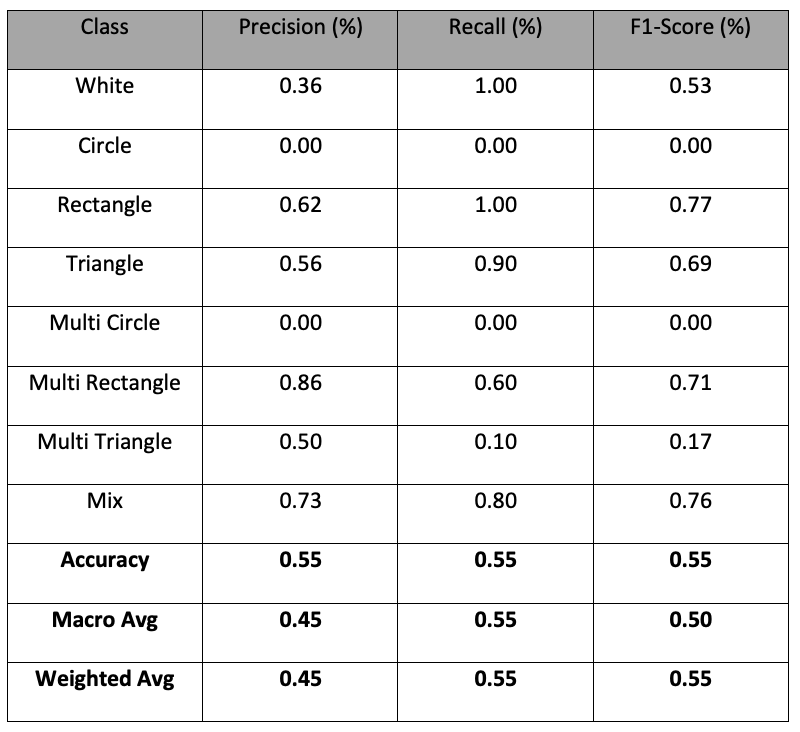 Class Precision (%) Recall (%) F1-Score (%)
White 0.36 1.00 0.53
Circle 0.00 0.00 0.00
Rectangle 0.62 1.00 0.77
Triangle 0.56 0.90 0.69
Multi Circle 0.00 0.00 0.00
Multi Rectangle 0.86 0.60 0.71
Multi Triangle 0.50 0.10 0.17
Mix 0.73 0.80 0.76
Accuracy 0.55 0.55 0.55
Macro Avg 0.45 0.55 0.50
Weighted Avg 0.45 0.55 0.55